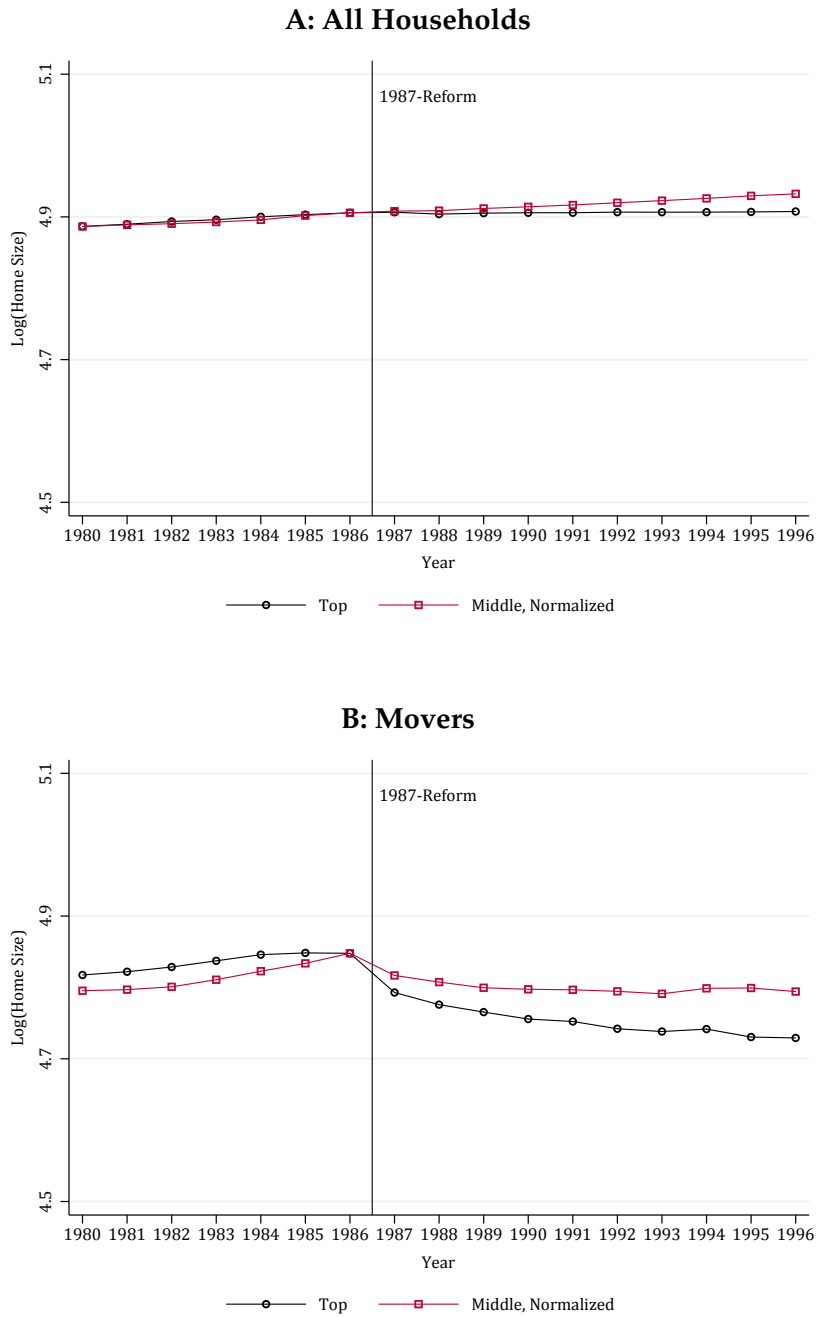 A: All Households
5.1
1987-Reform
4.9
Log(Home Size)
4.7
4.5
1980 1981 1982 1983 1984 1985 1986 1987 1988 1989 1990 1991 1992 1993 1994 1995 1996
Year
Top Middle, Normalized
B: Movers
5.1
1987-Reform
4.9
Log(Home Size)
4.7
4.5
1980 1981 1982 1983 1984 1985 1986 1987 1988 1989 1990 1991 1992 1993 1994 1995 1996
Year
Top Middle, Normalized